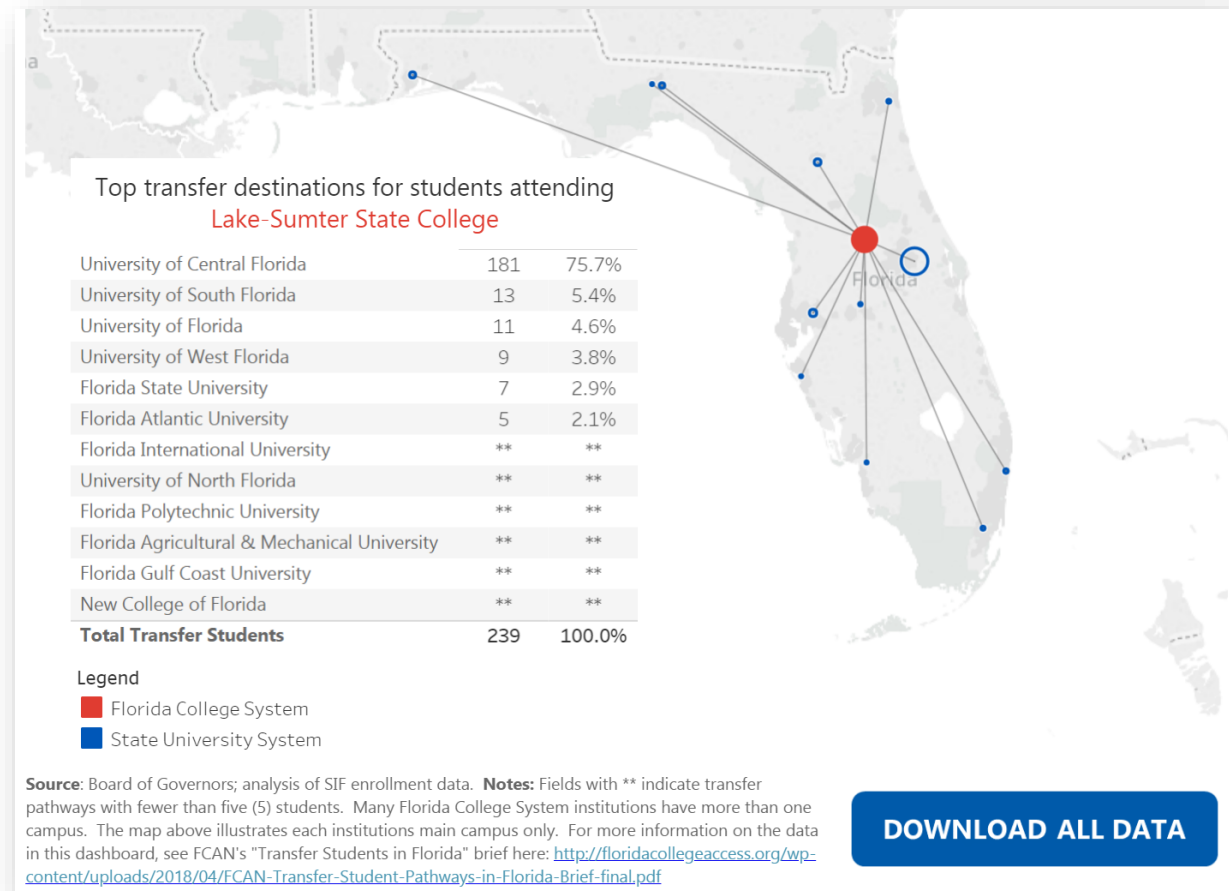 a
Florida
Top transfer destinations for students attending
Lake-Sumter State College
University of Central Florida 181 75.7%
University of South Florida 13 5.4%
University of Florida 11 4.6%
University of West Florida 9 3.8%
Florida State University 7 2.9%
Florida Atlantic University 5 2.1%
Florida International University ** **
University of North Florida ** **
Florida Polytechnic University ** **
Florida Agricultural & Mechanical University ** **
Florida Gulf Coast University ** **
New College of Florida ** **
Total Transfer Students 239 100.0%
Legend
Florida College System
State University System
Source: Board of Governors; analysis of SIF enrollment data. Notes: Fields with ** indicate transfer
pathways with fewer than five (5) students. Many Florida College System institutions have more than one
campus. The map above illustrates each institutions main campus only. For more information on the data
in this dashboard, see FCAN's "Transfer Students in Florida" brief here: http://floridacollegeaccess.org/wp-
content/uploads/2018/04/FCAN-Transfer-Student-Pathways-in-Florida-Brief-final.pdf
DOWNLOAD ALL DATA